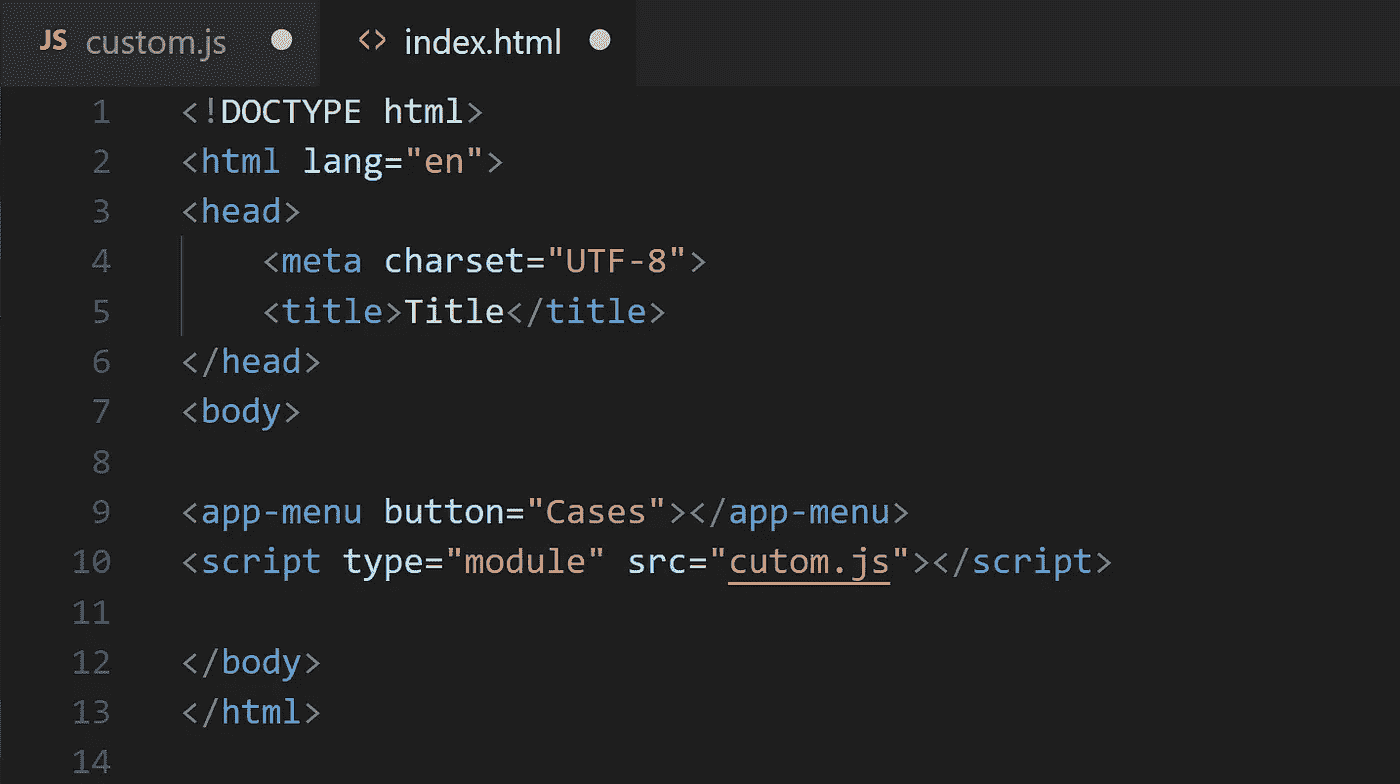 JS custom.js <> index.html
1 <!DOCTYPE html>
2 <html lang="en">
3 <head>
4 <meta charset="UTF-8">
5 <title>Title</title>
6 </head>
7 <body>
8
9 <app-menu button="Cases"></app-menu>
10 <script type="module" src="cutom.js"></script>
11
12 </body>
13 </html>
14